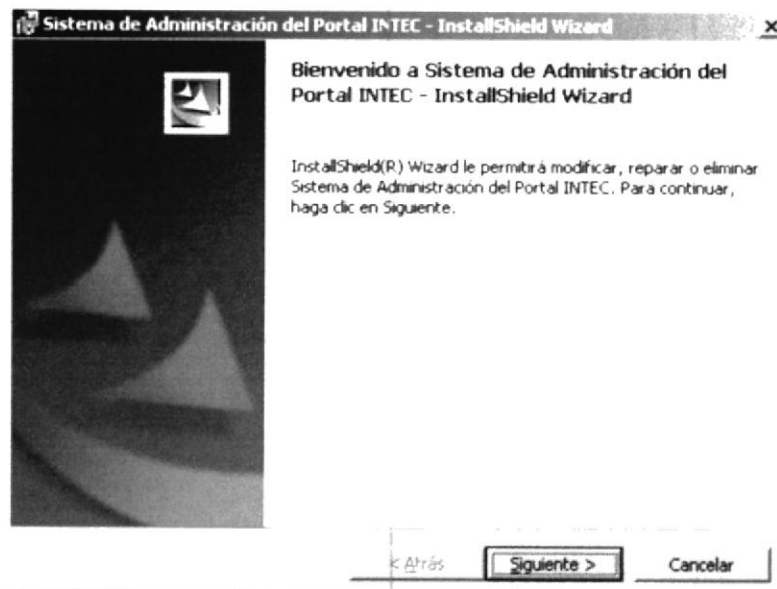 Sistema de Administración del Portal INTEC - InstallShield Wizard
Bienvenido a Sistema de Administración del
Portal INTEC - InstallShield Wizard
InstallShield(R) Wizard le permitirá modificar, reparar o eliminar
Sistema de Administración del Portal INTEC. Para continuar,
haga clic en Siguiente.
< Atrás
Siguiente >
Cancelar